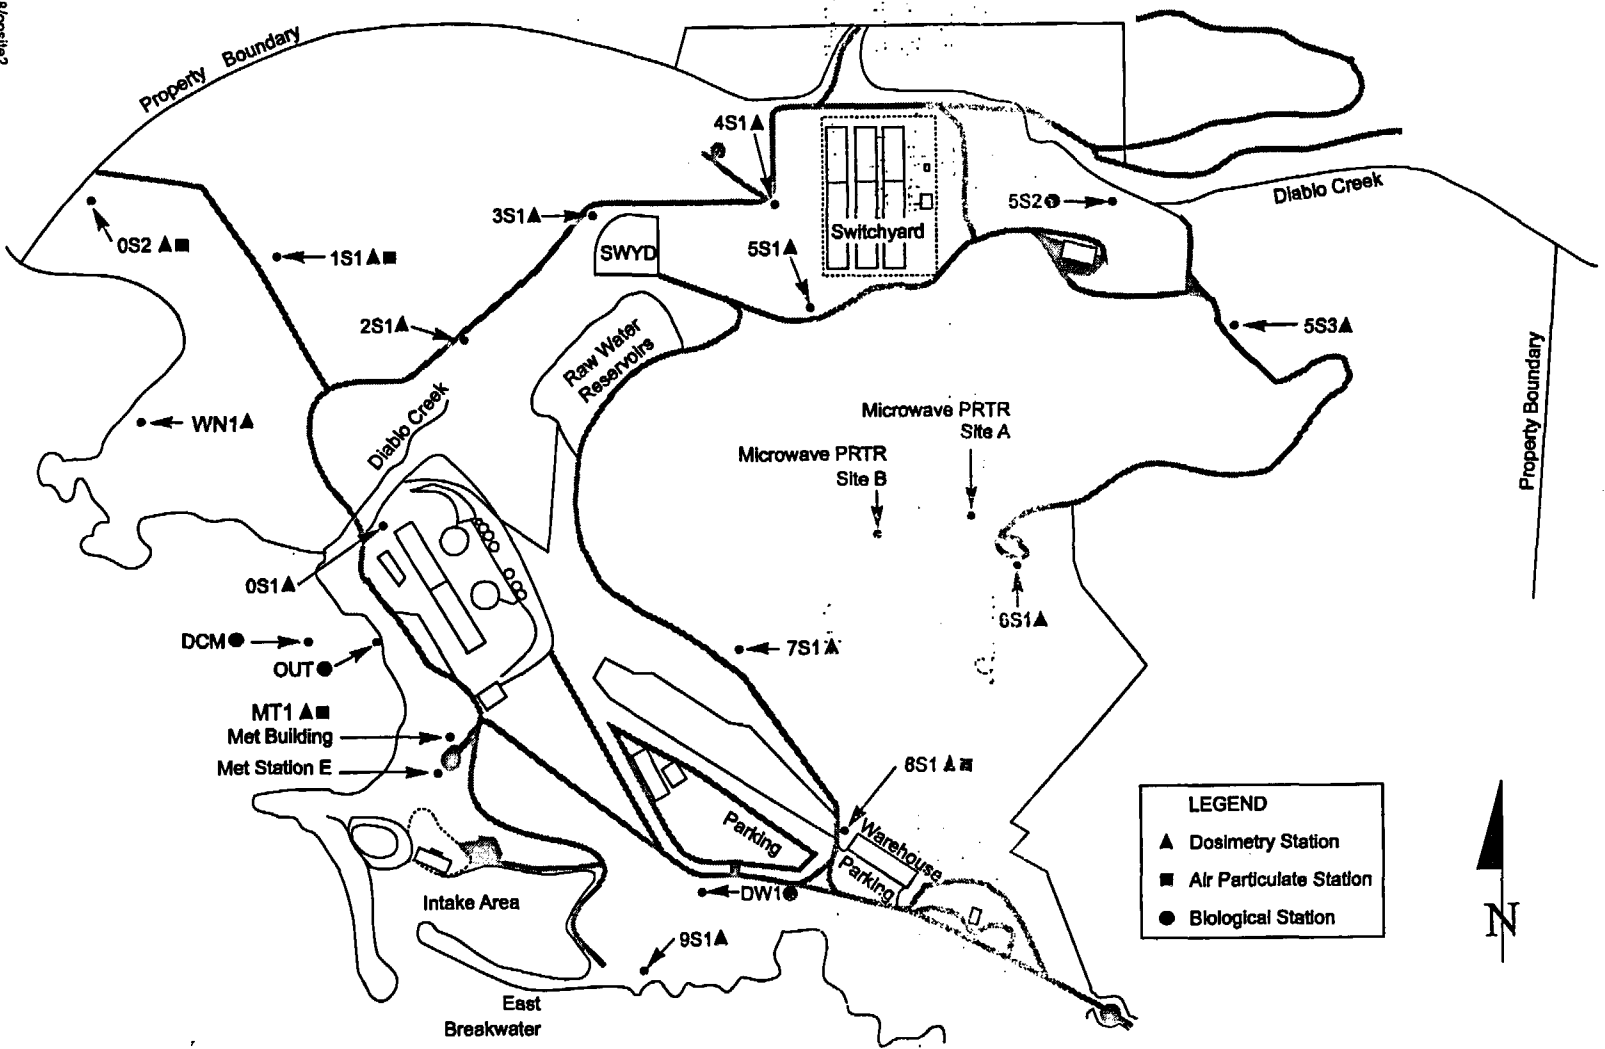 Property Boundary
4S1▲
Diablo Creek
5S2●
3S1▲
0S2 ▲■
1S1▲■
SWYD
5S1▲
Switchyard
2S1▲
5S3▲
Raw Water
Reservoirs
Property Boundary
WN1▲
Diablo Creek
Microwave PRTR
Site A
Microwave PRTR
Site B
0S1▲
6S1▲
DCM●
OUT●
7S1▲
MT1 ▲■
Met Building
Met Station E
8S1 ▲■
LEGEND
▲ Dosimetry Station
■ Air Particulate Station
● Biological Station
Parking
Warehouse
Parking
Intake Area
DW1●
9S1▲
East
Breakwater
N